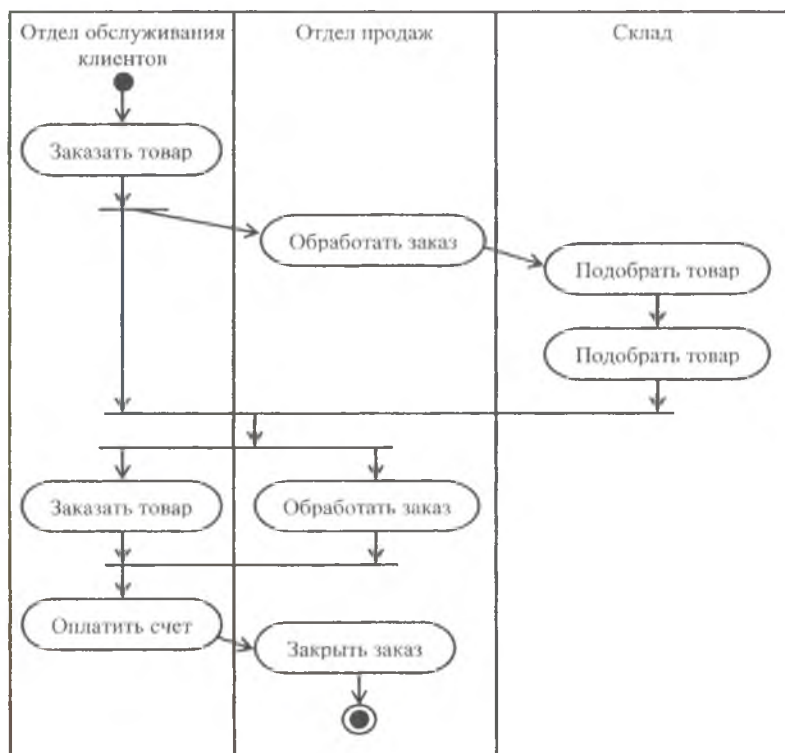 Отдел обслуживания
клиентов
Отдел продаж
Склад
Заказать товар
Обработать заказ
Подобрать товар
Подобрать товар
Заказать товар
Обработать заказ
Оплатить счет
Закрыть заказ